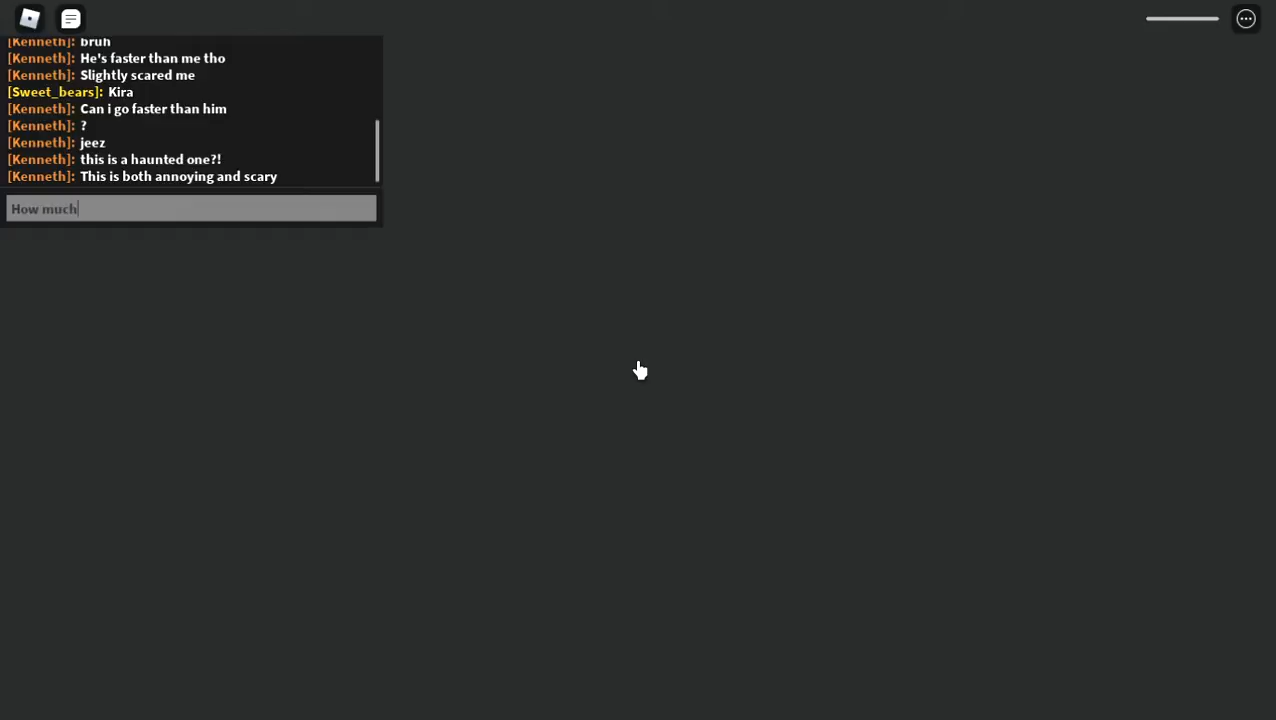 [Kenneth]: bruh
[Kenneth]: He's faster than me tho
[Kenneth]: Slightly scared me
[Sweet_bears]: Kira
[Kenneth]: Can i go faster than him
[Kenneth]: ?
[Kenneth]: jeez
[Kenneth]: this is a haunted one?!
[Kenneth]: This is both annoying and scary
How much